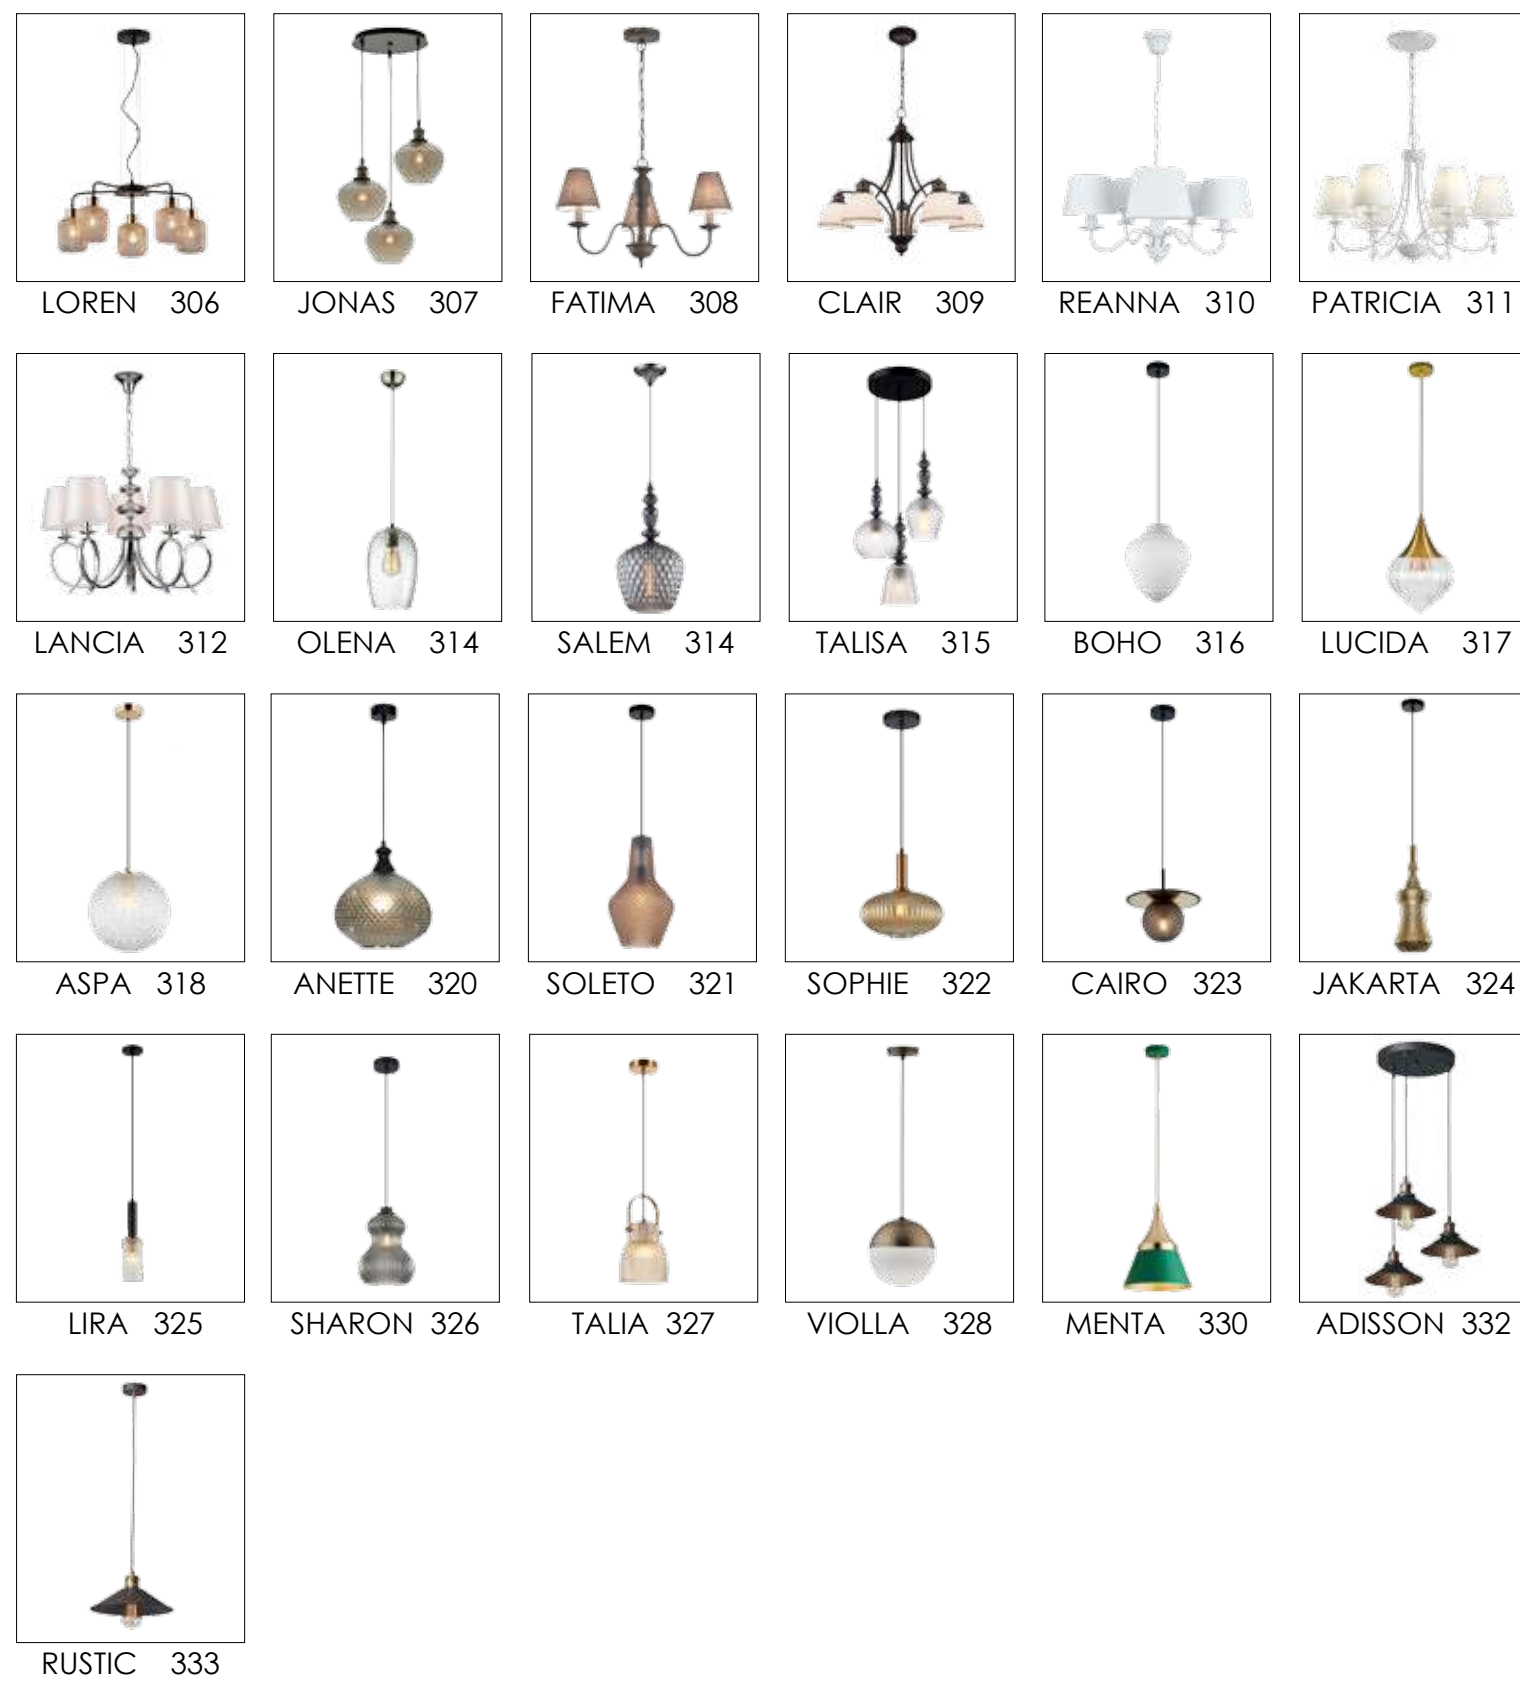 LOREN 306 JONAS 307 FATIMA 308 CLAIR 309 REANNA 310 PATRICIA 311
LANCIA 312 OLENA 314 SALEM 314 TALISA 315 BOHO 316 LUCIDA 317
ASPA 318 ANETTE 320 SOLETO 321 SOPHIE 322 CAIRO 323 JAKARTA 324
LIRA 325 SHARON 326 TALIA 327 VIOLLA 328 MENTA 330 ADISSON 332
RUSTIC 333